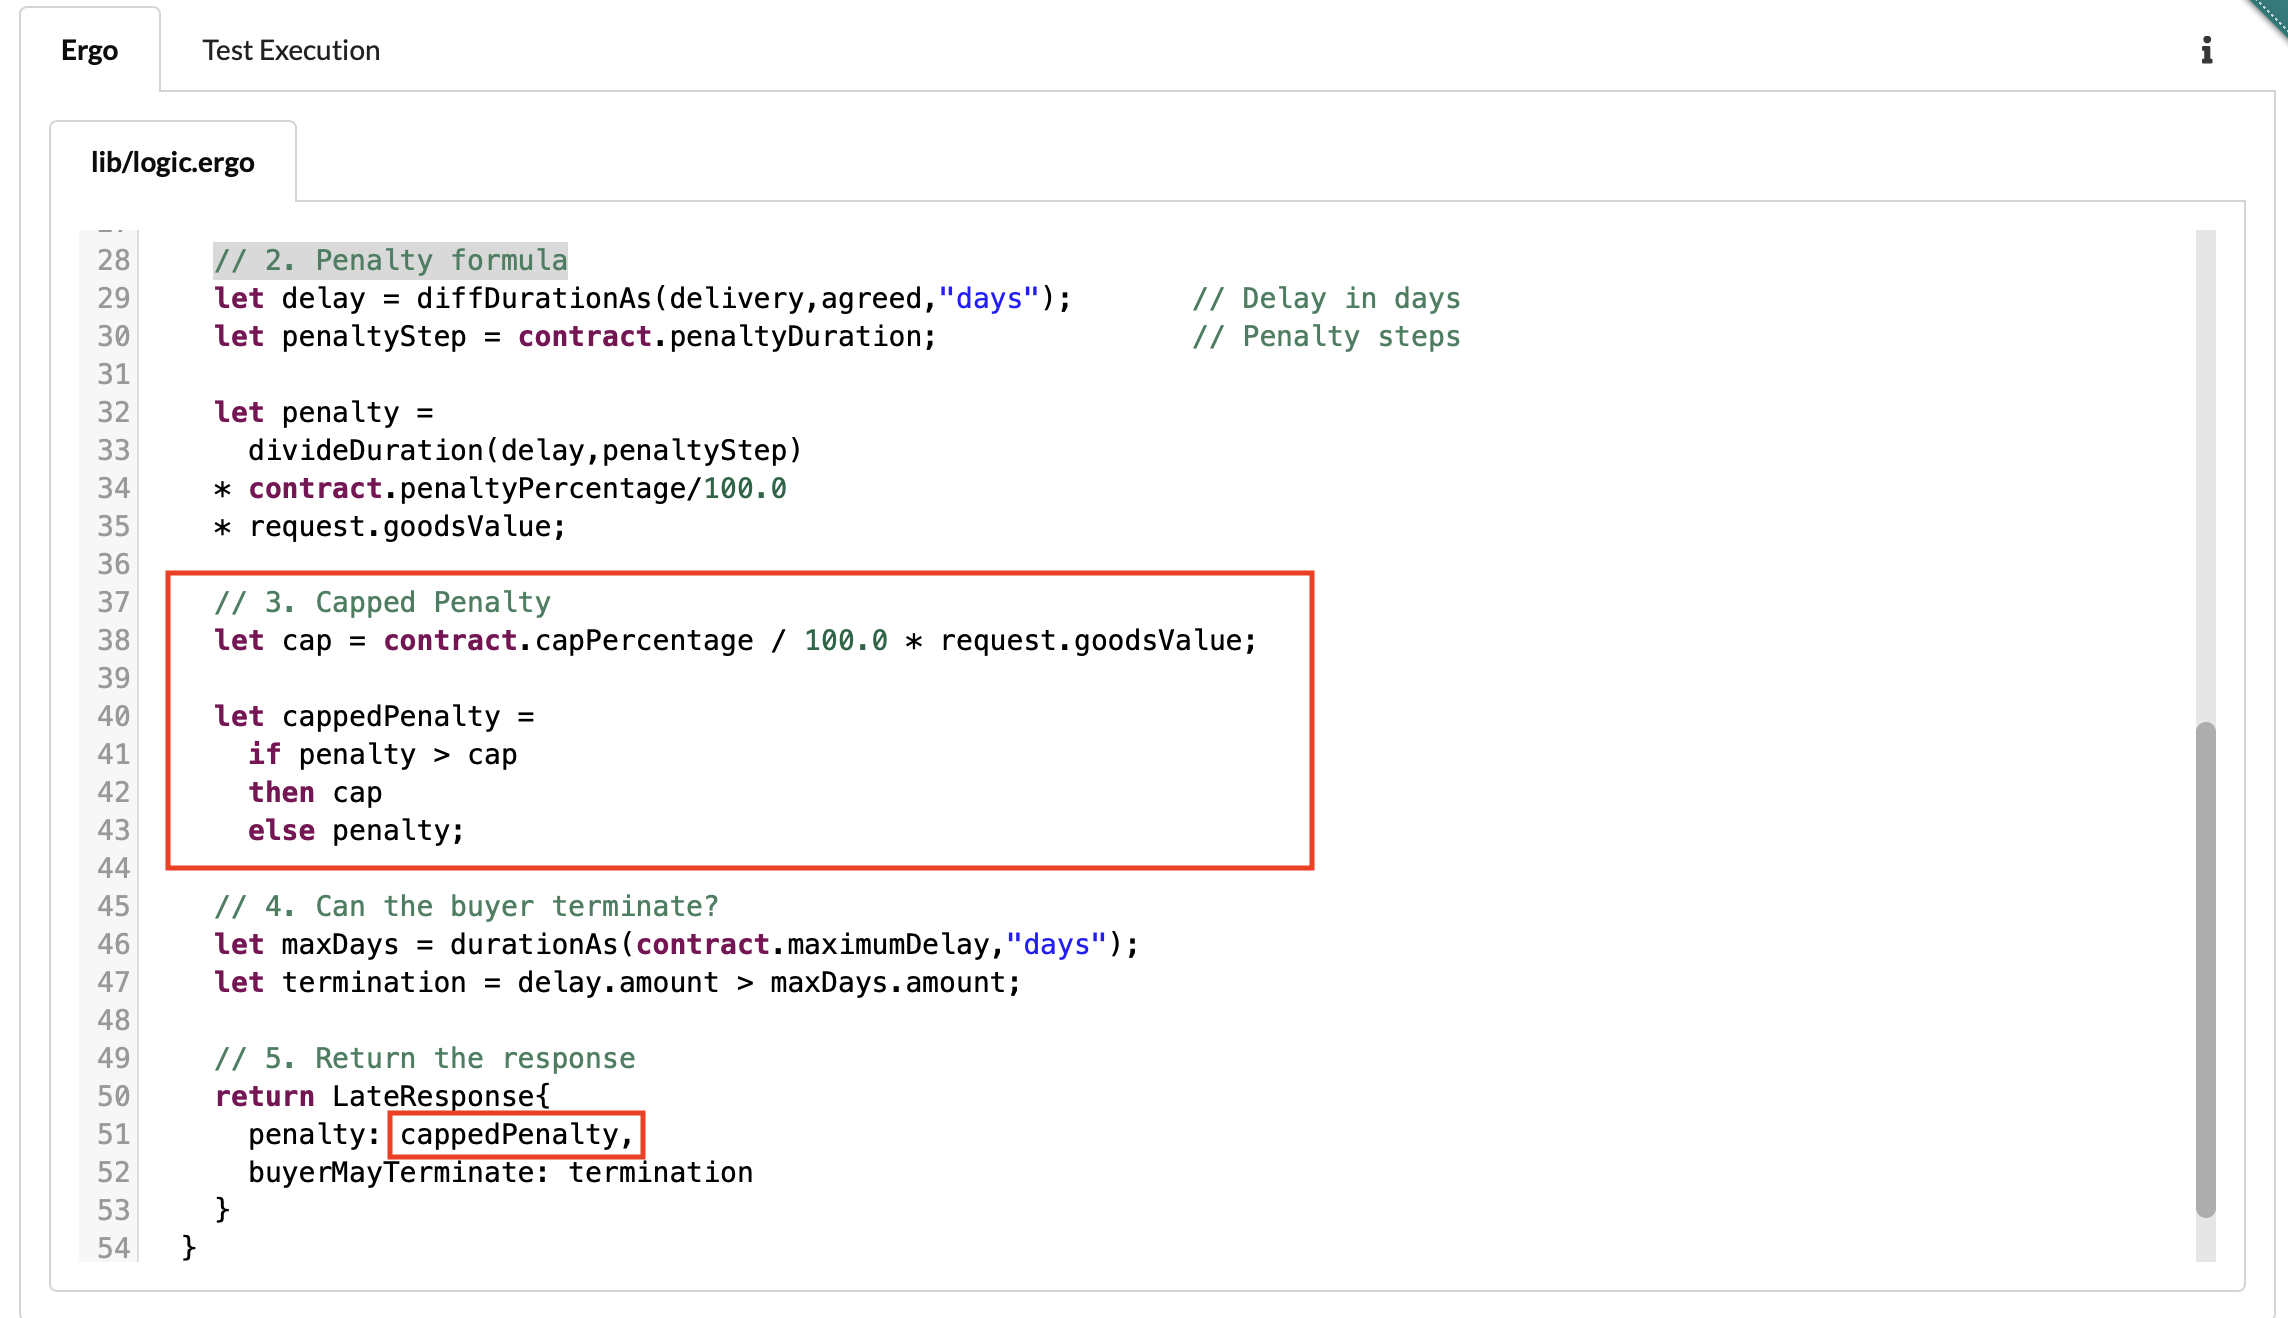 Ergo
Test Execution
i
lib/logic.ergo
28 // 2. Penalty formula
29 let delay = diffDurationAs(delivery,agreed,"days"); // Delay in days
30 let penaltyStep = contract.penaltyDuration; // Penalty steps
31
32 let penalty =
33 divideDuration(delay,penaltyStep)
34 * contract.penaltyPercentage/100.0
35 * request.goodsValue;
36
37 // 3. Capped Penalty
38 let cap = contract.capPercentage / 100.0 * request.goodsValue;
39
40 let cappedPenalty =
41 if penalty > cap
42 then cap
43 else penalty;
44
45 // 4. Can the buyer terminate?
46 let maxDays = durationAs(contract.maximumDelay,"days");
47 let termination = delay.amount > maxDays.amount;
48
49 // 5. Return the response
50 return LateResponse{
51 penalty: cappedPenalty,
52 buyerMayTerminate: termination
53 }
54 }